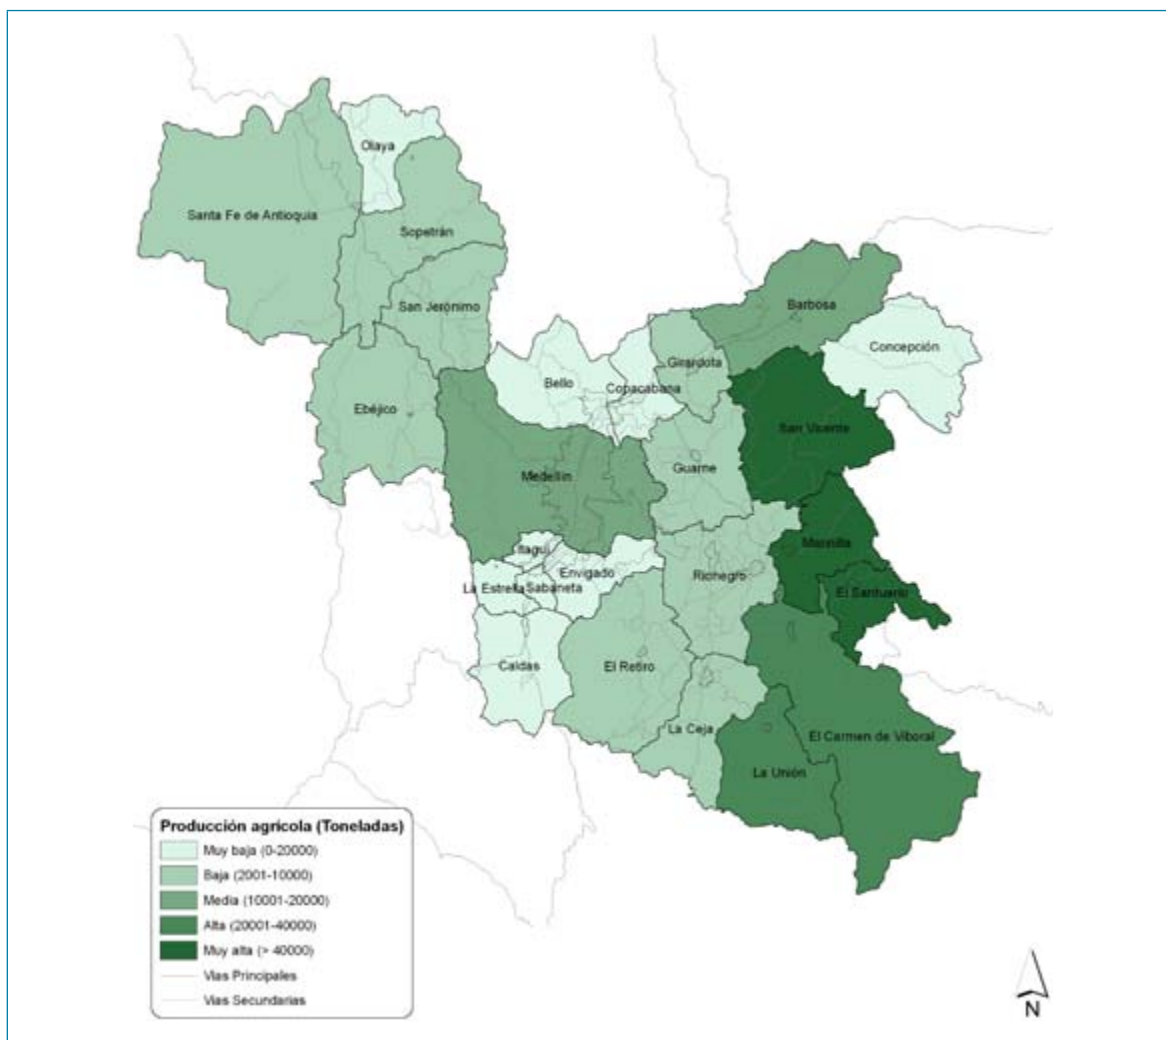 Olaya
Santa Fe de Antioquia
Sopetrán
San Jerónimo
Barbosa
Concepción
Girardota
Bello
Copacabana
Ebéjico
San Vicente
Guarne
Medellín
Marinilla
Itagüí
Envigado
Rionegro
La Estrella
Sabaneta
El Santuario
Caldas
El Retiro
La Ceja
El Carmen de Viboral
La Unión
Producción agrícola (Toneladas)
Muy baja (0-20000)
Baja (2001-10000)
Media (10001-20000)
Alta (20001-40000)
Muy alta (> 40000)
Vias Principales
Vias Secundarias
N